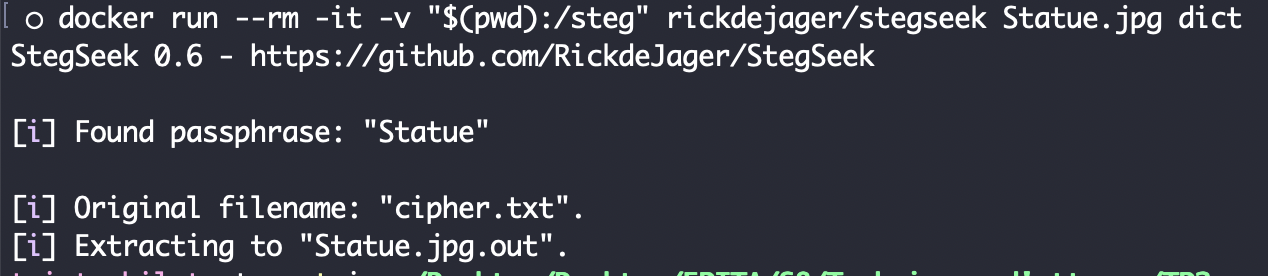 ○ docker run --rm -it -v "$(pwd):/steg" rickdejager/stegseek Statue.jpg dict
StegSeek 0.6 - https://github.com/RickdeJager/StegSeek
[i] Found passphrase: "Statue"
[i] Original filename: "cipher.txt".
[i] Extracting to "Statue.jpg.out".